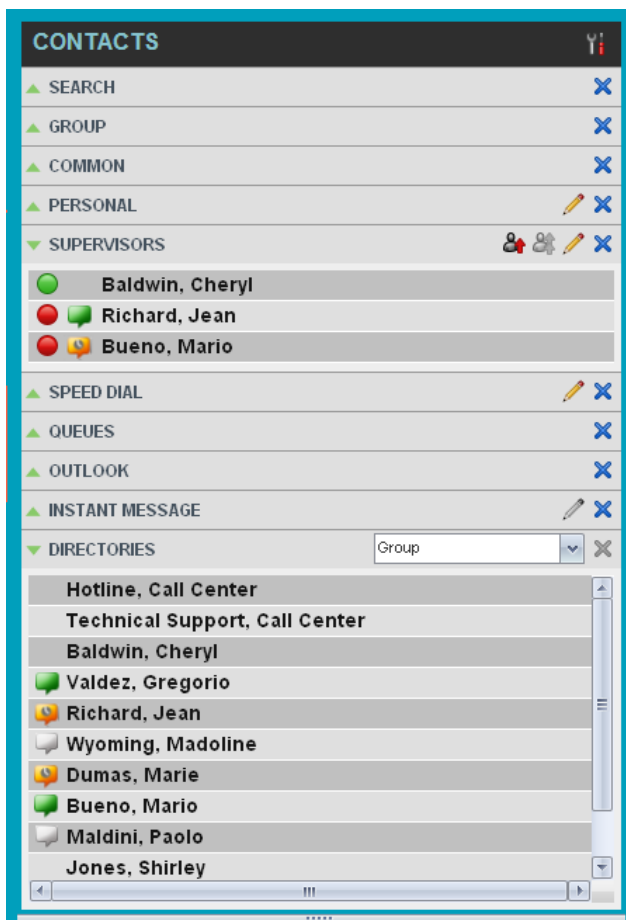 CONTACTS
SEARCH
GROUP
COMMON
PERSONAL
SUPERVISORS
Baldwin, Cheryl
Richard, Jean
Bueno, Mario
SPEED DIAL
QUEUES
OUTLOOK
INSTANT MESSAGE
DIRECTORIES Group
Hotline, Call Center
Technical Support, Call Center
Baldwin, Cheryl
Valdez, Gregorio
Richard, Jean
Wyoming, Madoline
Dumas, Marie
Bueno, Mario
Maldini, Paolo
Jones, Shirley